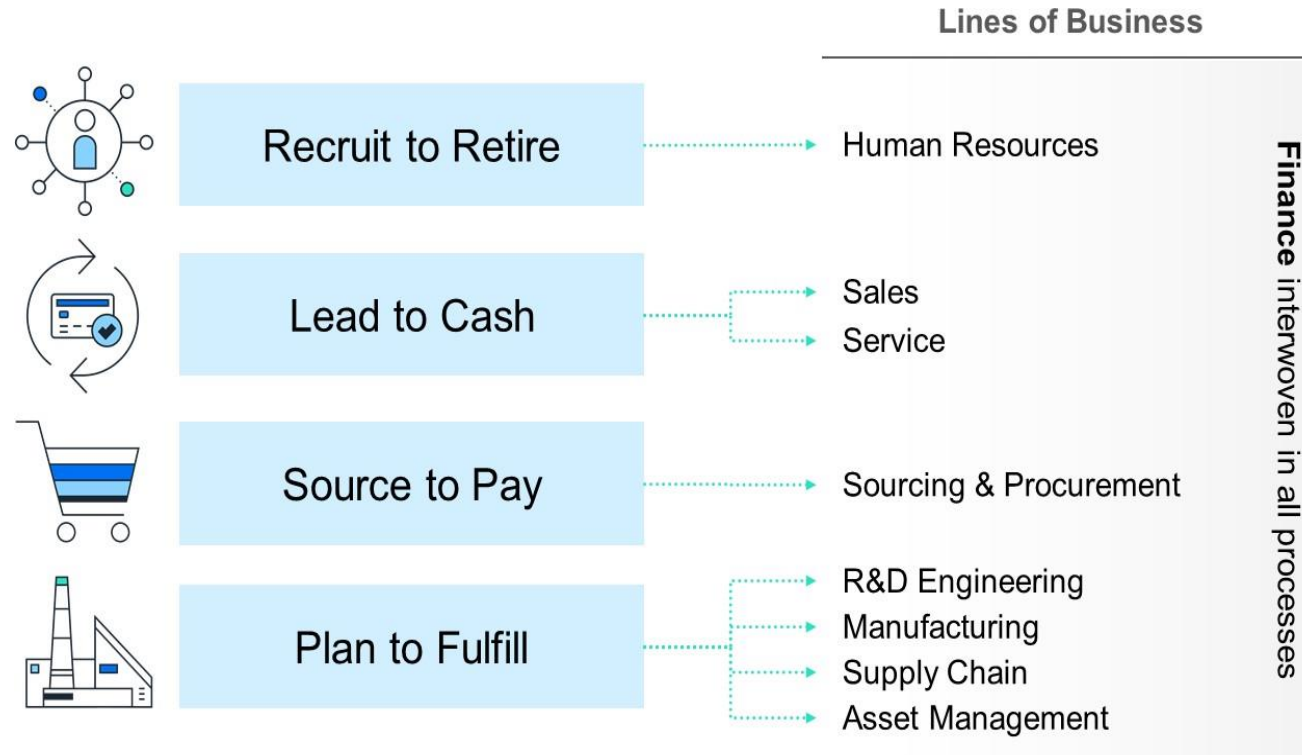 Lines of Business
Recruit to Retire
Human Resources
Lead to Cash
Sales
Service
Source to Pay
Sourcing & Procurement
Plan to Fulfill
R&D Engineering
Manufacturing
Supply Chain
Asset Management
Finance interwoven in all processes